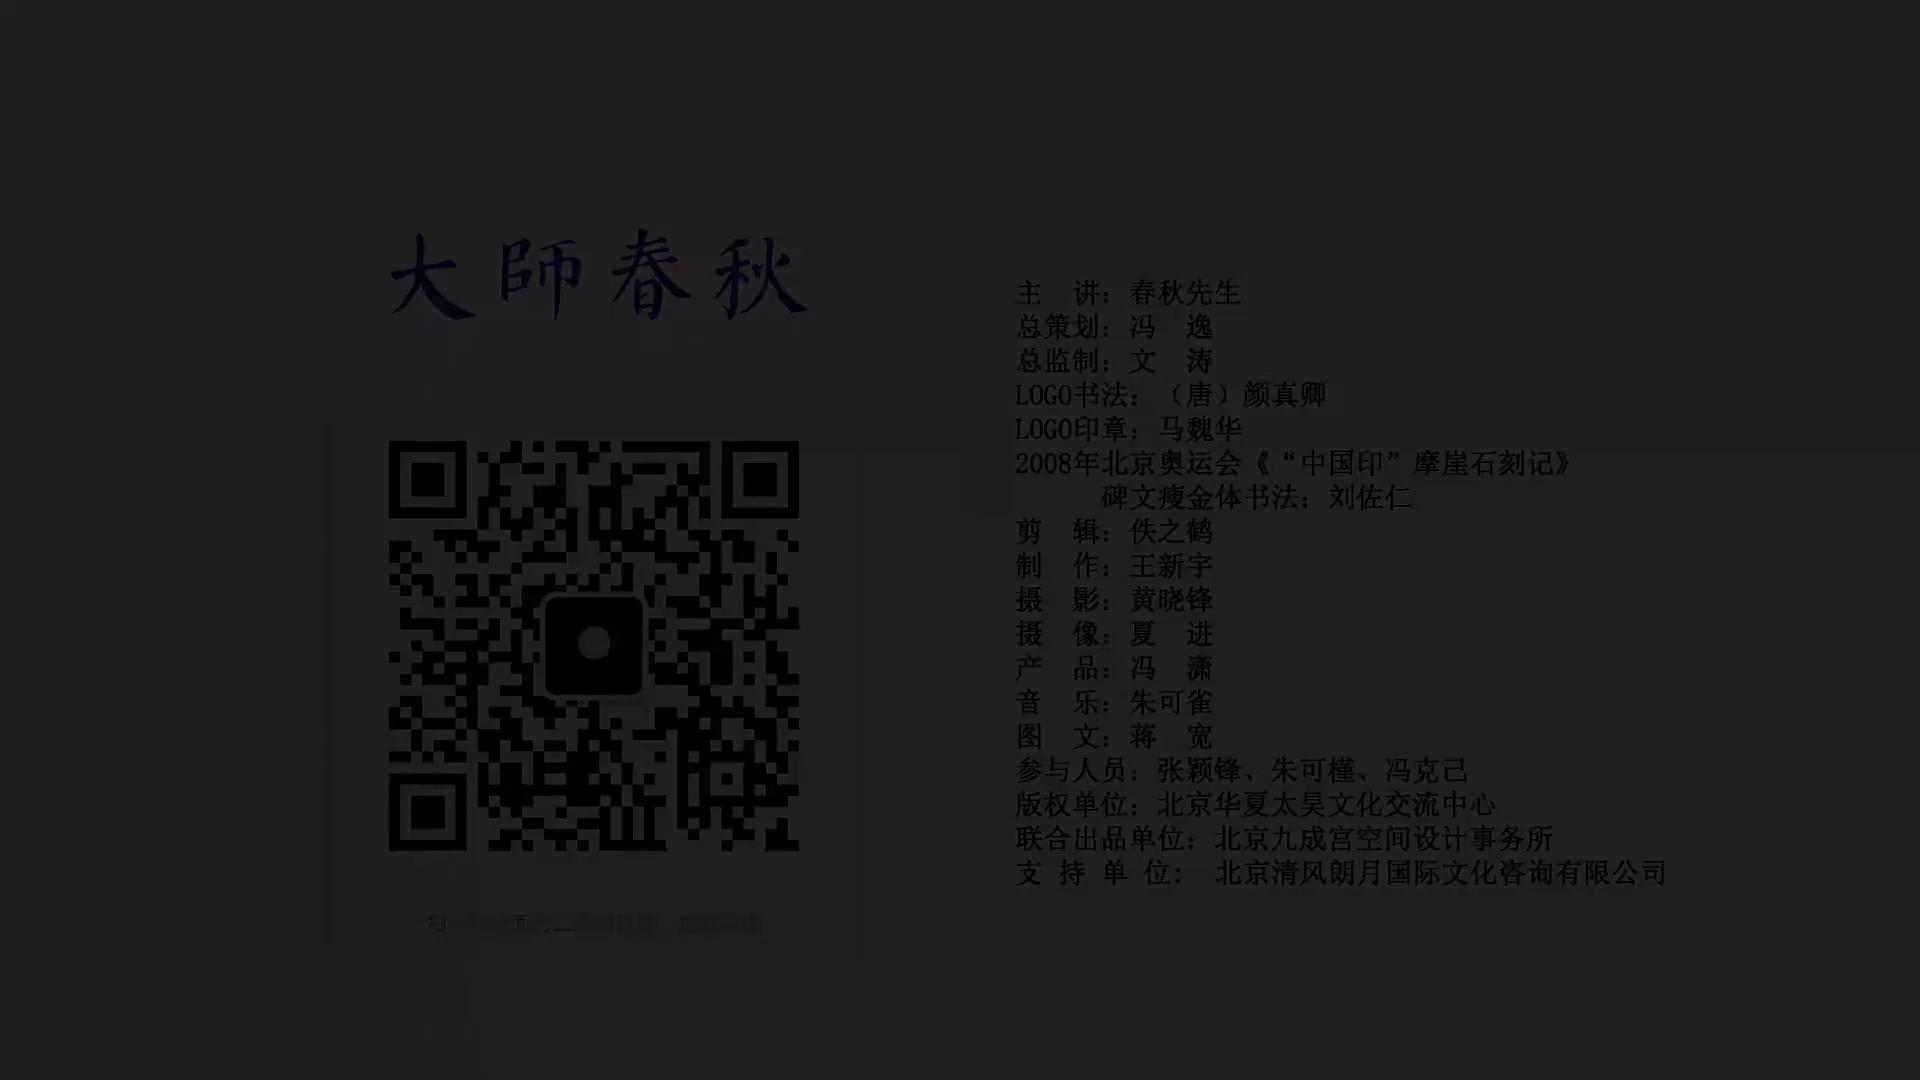 大師春秋
主 讲：春秋先生
总策划：冯 逸
总监制：文 涛
LOGO书法：（唐）颜真卿
LOGO印章：马魏华
2008年北京奥运会《“中国印”摩崖石刻记》
碑文瘦金体书法：刘佐仁
剪 辑：佚之鹤
制 作：王新宇
摄 影：黄晓锋
摄 像：夏 进
产 品：冯 潇
音 乐：朱可雀
图 文：蒋 宽
参与人员：张颖锋、朱可槿、冯克己
版权单位：北京华夏太昊文化交流中心
联合出品单位：北京九成宫空间设计事务所
支 持 单 位： 北京清风朗月国际文化咨询有限公司